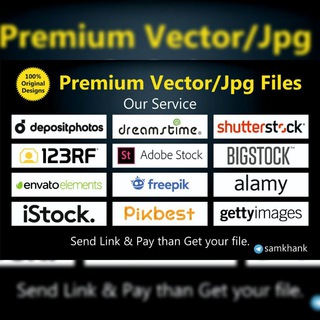 Premium Vector/Jpg
100%
Original
Designs
Premium Vector/Jpg Files
Our Service
depositphotos
dreamstime
shutterstock
123RF
St Adobe Stock
BIGSTOCK
envato elements
freepik
alamy
iStock.
Pikbest
gettyimages
Send Link & Pay than Get your file.
samkhank
Send Link & Pay than Get your file.